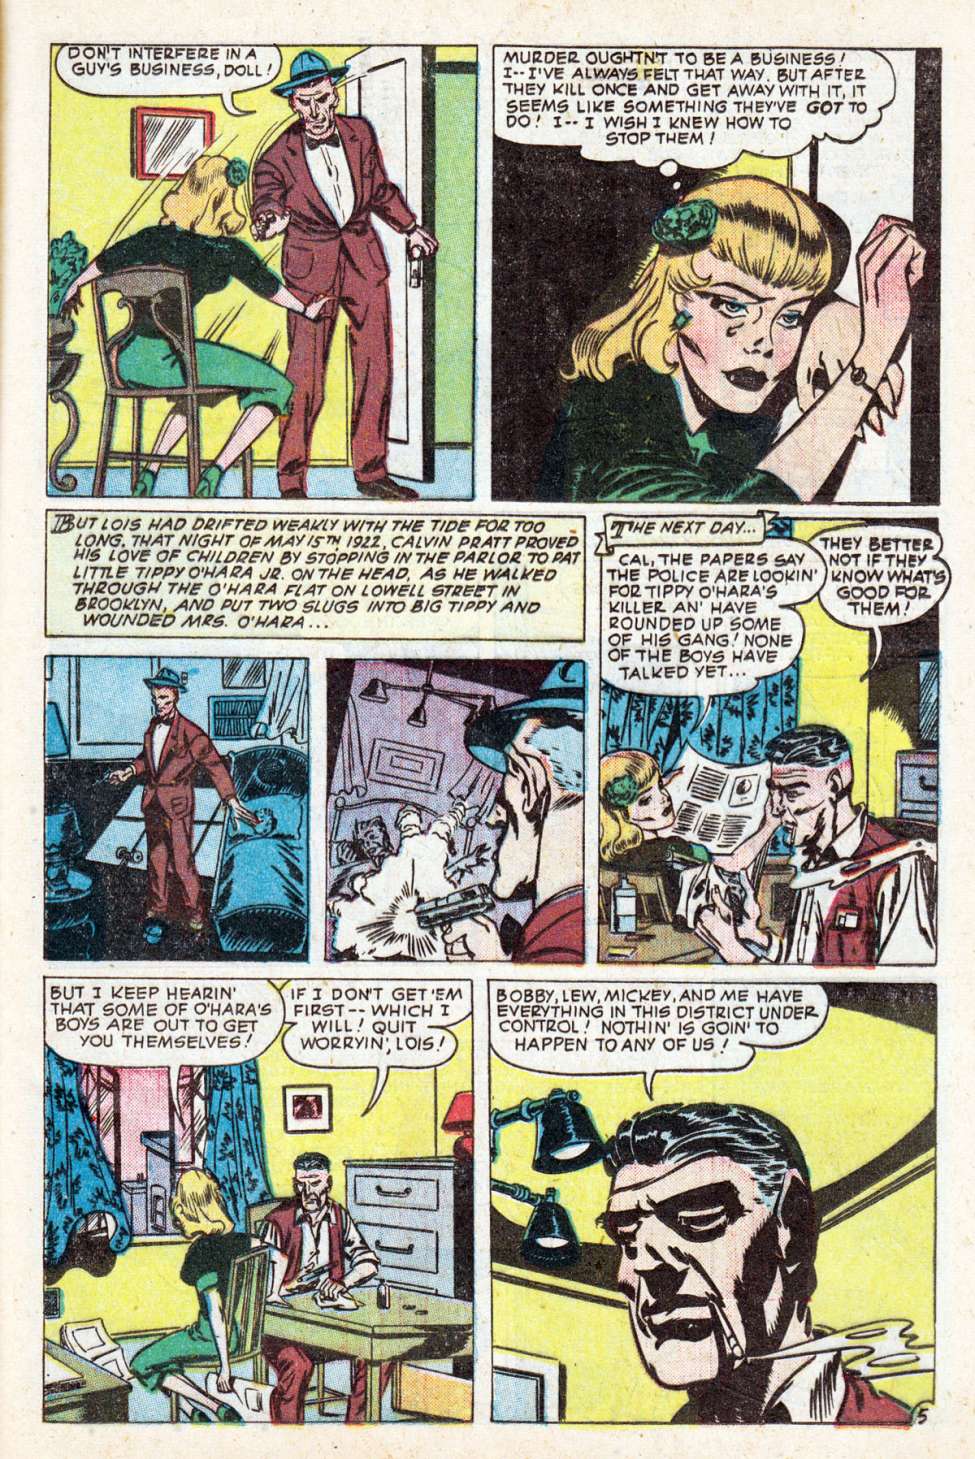 DON'T INTERFERE IN A
GUY'S BUSINESS, DOLL!
MURDER OUGHTN'T TO BE A BUSINESS!
I-- I'VE ALWAYS FELT THAT WAY. BUT AFTER
THEY KILL ONCE AND GET AWAY WITH IT, IT
SEEMS LIKE SOMETHING THEY'VE GOT TO
DO! I-- I WISH I KNEW HOW TO
STOP THEM!
BUT LOIS HAD DRIFTED WEAKLY WITH THE TIDE FOR TOO
LONG. THAT NIGHT OF MAY 15TH 1922, CALVIN PRATT PROVED
HIS LOVE OF CHILDREN BY STOPPING IN THE PARLOR TO PAT
LITTLE TIPPY O'HARA JR. ON THE HEAD, AS HE WALKED
THROUGH THE O'HARA FLAT ON LOWELL STREET IN
BROOKLYN, AND PUT TWO SLUGS INTO BIG TIPPY AND
WOUNDED MRS. O'HARA...
THE NEXT DAY...
CAL, THE PAPERS SAY
THE POLICE ARE LOOKIN'
FOR TIPPY O'HARA'S
KILLER AN' HAVE
ROUNDED UP SOME
OF HIS GANG! NONE
OF THE BOYS HAVE
TALKED YET...
THEY BETTER
NOT IF THEY
KNOW WHAT'S
GOOD FOR
THEM!
BUT I KEEP HEARIN'
THAT SOME OF O'HARA'S
BOYS ARE OUT TO GET
YOU THEMSELVES!
IF I DON'T GET 'EM
FIRST-- WHICH I
WILL! QUIT
WORRYIN', LOIS!
BOBBY, LEW, MICKEY, AND ME HAVE
EVERYTHING IN THIS DISTRICT UNDER
CONTROL! NOTHIN' IS GOIN' TO
HAPPEN TO ANY OF US!
5